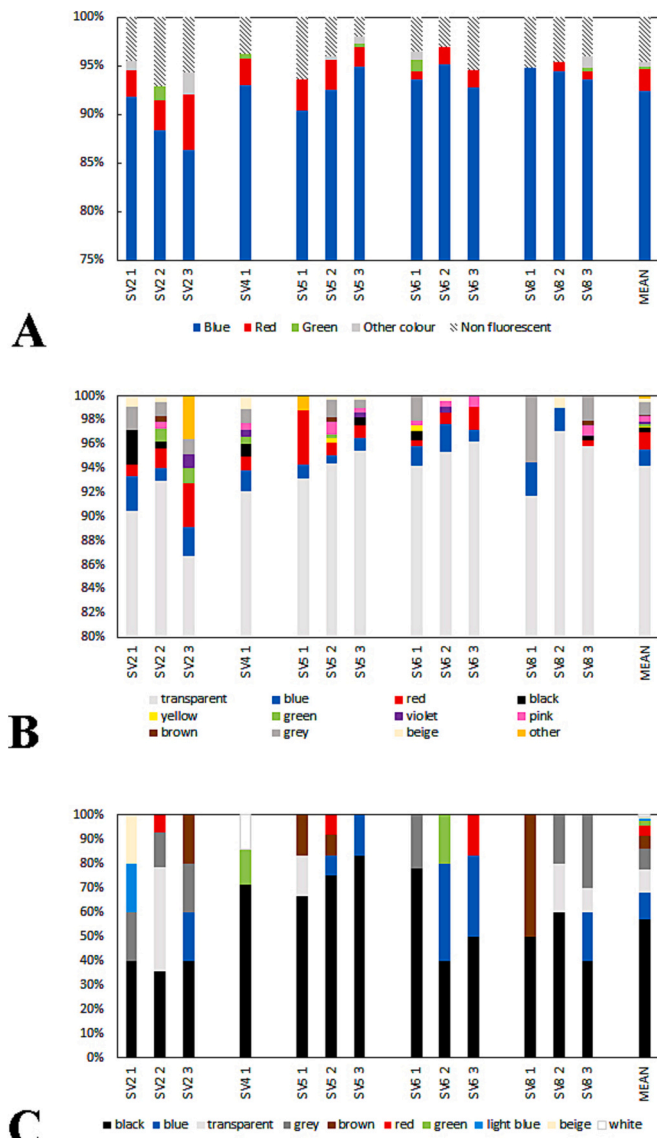 100%
95%
90%
85%
80%
75%
SV2 1 SV2 2 SV2 3 SV4 1 SV5 1 SV5 2 SV5 3 SV6 1 SV6 2 SV6 3 SV8 1 SV8 2 SV8 3 MEAN
Blue Red Green Other colour Non fluorescent
A
100%
98%
96%
94%
92%
90%
88%
86%
84%
82%
80%
SV2 1 SV2 2 SV2 3 SV4 1 SV5 1 SV5 2 SV5 3 SV6 1 SV6 2 SV6 3 SV8 1 SV8 2 SV8 3 MEAN
transparent blue red black
yellow green violet pink
brown grey beige other
B
100%
90%
80%
70%
60%
50%
40%
30%
20%
10%
0%
SV2 1 SV2 2 SV2 3 SV4 1 SV5 1 SV5 2 SV5 3 SV6 1 SV6 2 SV6 3 SV8 1 SV8 2 SV8 3 MEAN
black blue transparent grey brown red green light blue beige white
C